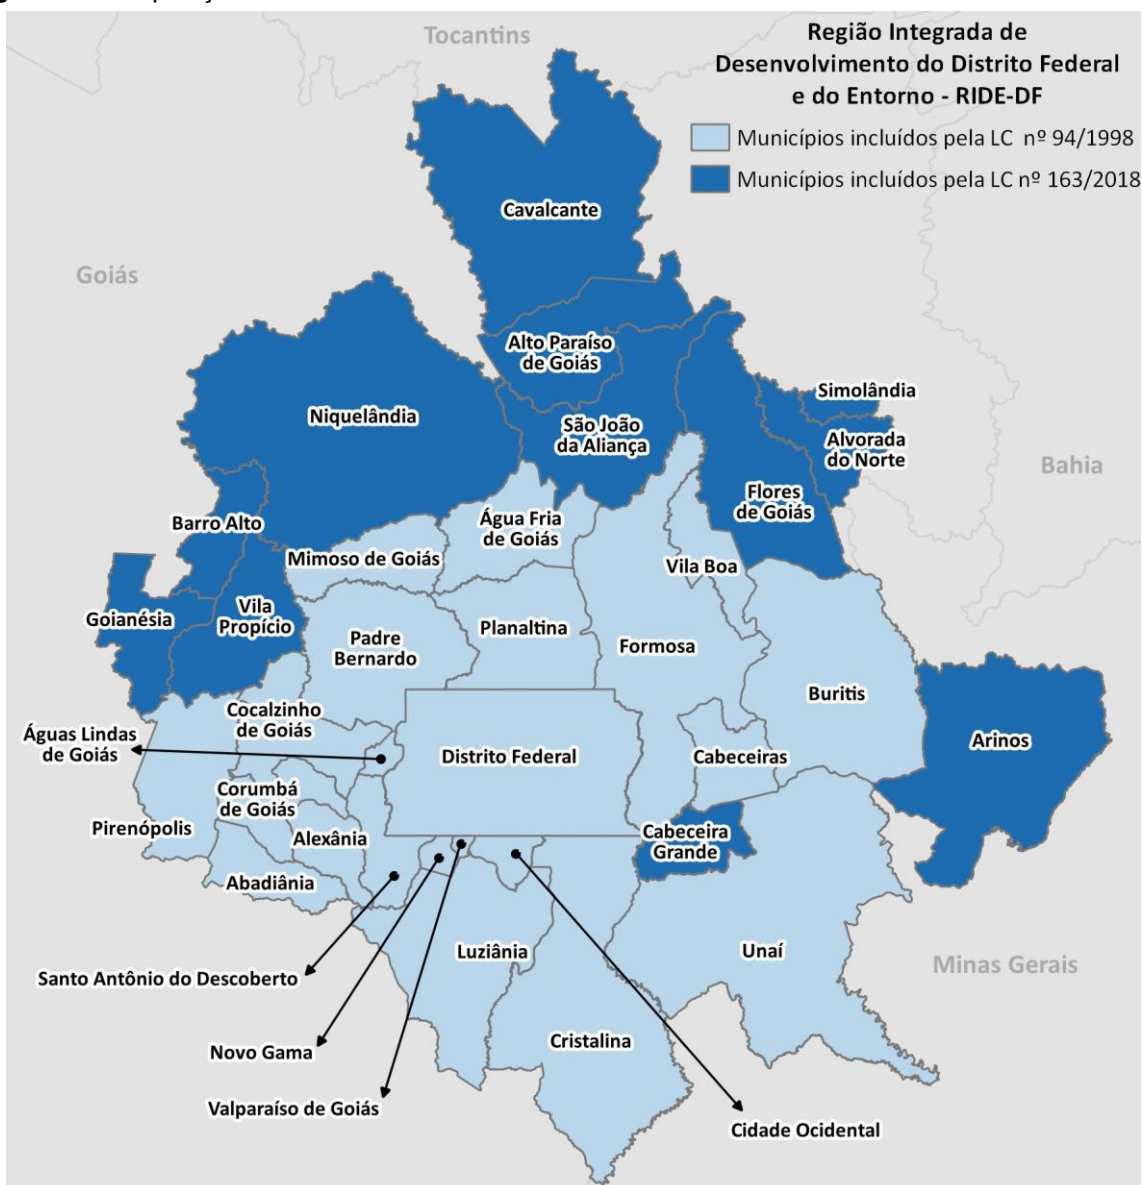 Tocantins
Região Integrada de
Desenvolvimento do Distrito Federal
e do Entorno - RIDE-DF
Municípios incluídos pela LC nº 94/1998
Municípios incluídos pela LC nº 163/2018
Cavalcante
Goiás
Alto Paraíso
de Goiás
Simolândia
Niquelândia
São João
da Aliança
Alvorada
do Norte
Bahia
Flores
de Goiás
Barro Alto
Água Fria
de Goiás
Mimoso de Goiás
Vila Boa
Goianésia
Vila
Propício
Planaltina
Padre
Bernardo
Formosa
Buritis
Cocalzinho
de Goiás
Águas Lindas
de Goiás
Distrito Federal
Cabeceiras
Arinos
Corumbá
de Goiás
Pirenópolis
Alexânia
Cabeceira
Grande
Abadiânia
Luziânia
Unaí
Minas Gerais
Santo Antônio do Descoberto
Cristalina
Novo Gama
Valparaíso de Goiás
Cidade Ocidental